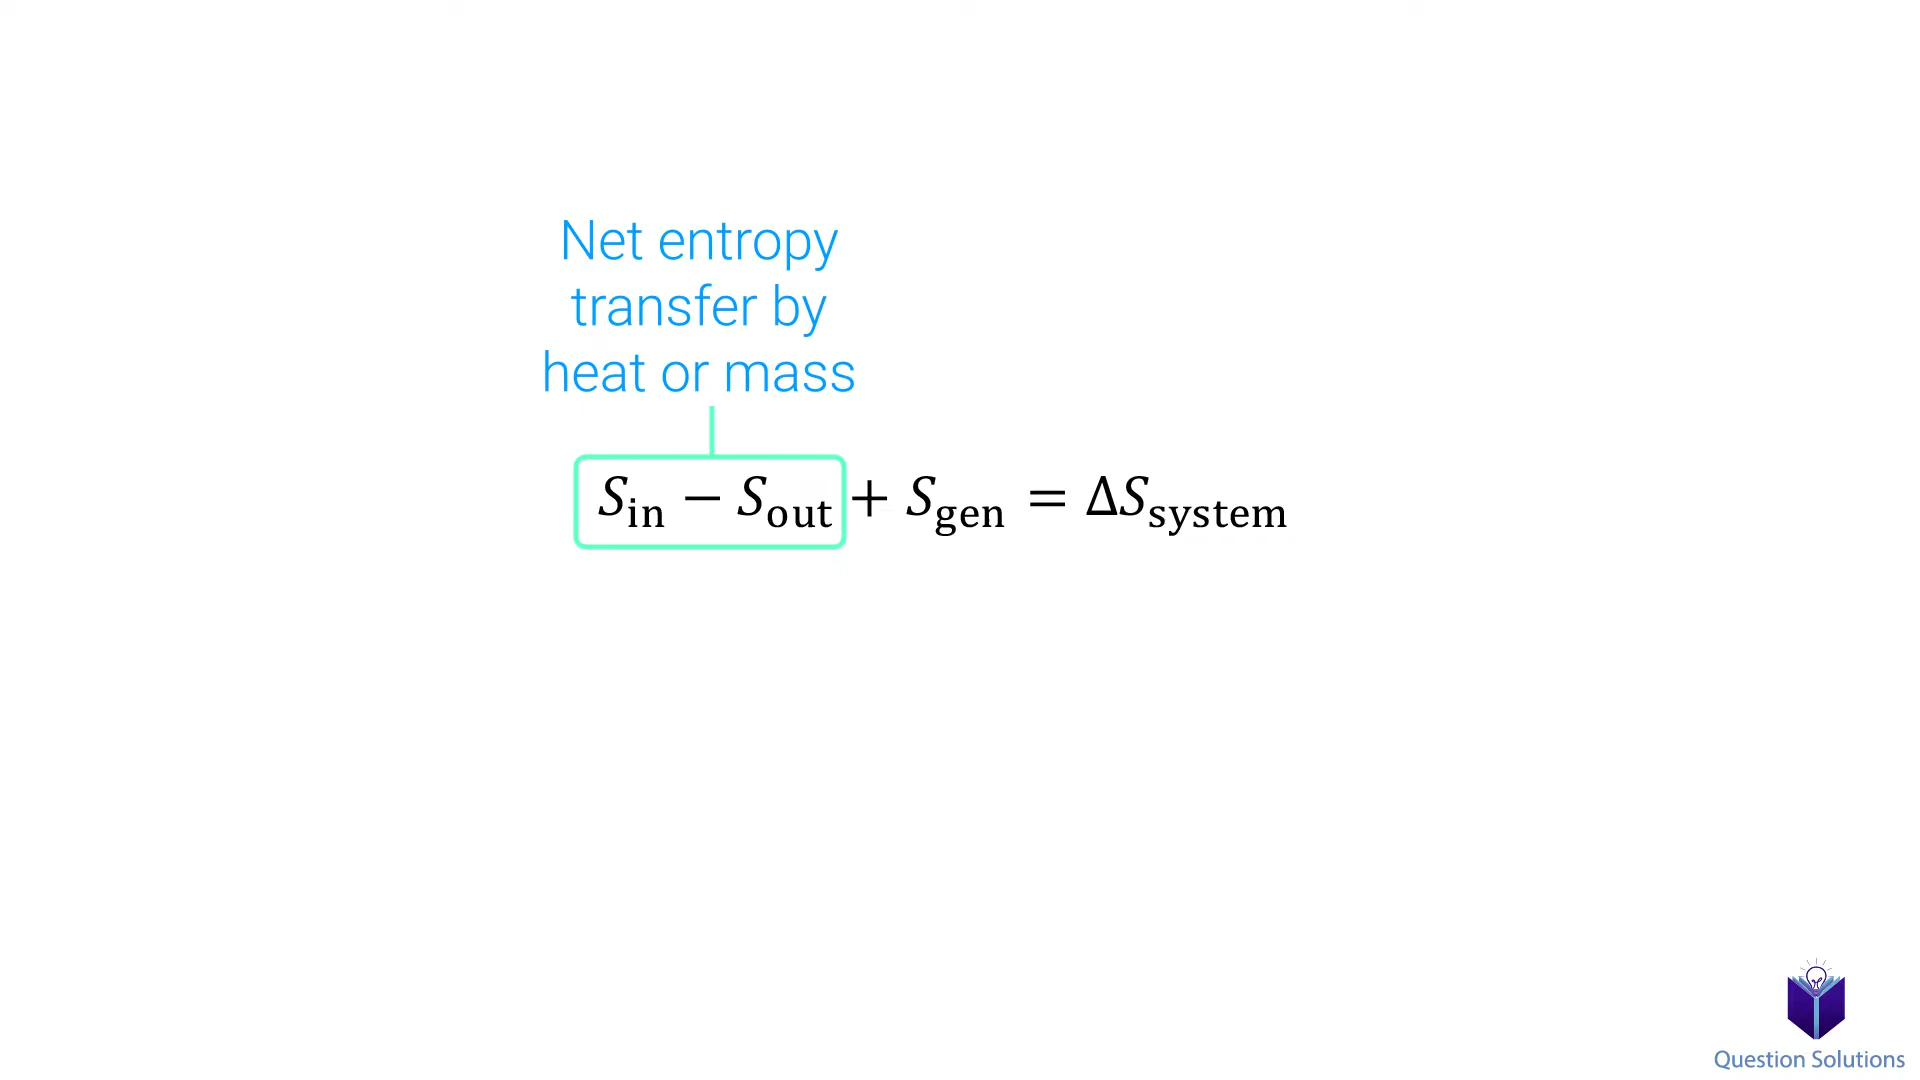 Net entropy
transfer by
heat or mass
S_in − S_out + S_gen = ΔS_system
Question Solutions